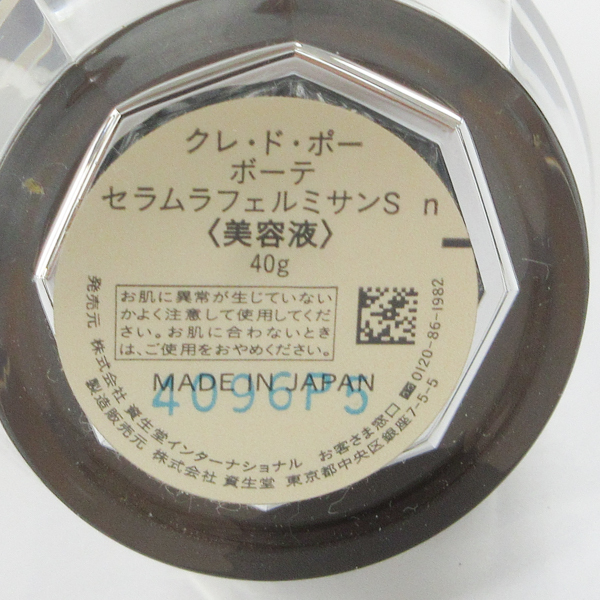 クレ・ド・ポー
ボーテ
セラムラフェルミサンS n
〈美容液〉
40g
お肌に異常が生じていない
かよく注意して使用してくだ
さい。お肌に合わないとき
は、ご使用をおやめください。
MADE IN JAPAN
4096P5
発売元 株式会社 資生堂インターナショナル お客さま窓口 0120-86-1982
製造販売元 株式会社 資生堂 東京都中央区銀座7-5-5